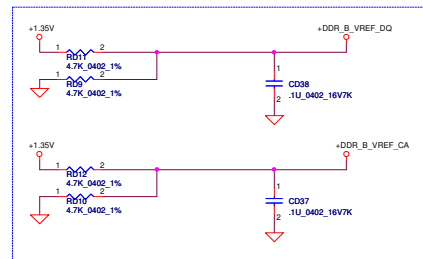 +1.35V +DDR_B_VREF_DQ
1 2
RD11
4.7K_0402_1%
1 2
RD9
4.7K_0402_1%
1
CD38
.1U_0402_16V7K
2
+1.35V +DDR_B_VREF_CA
1 2
RD12
4.7K_0402_1%
1 2
RD10
4.7K_0402_1%
1
CD37
.1U_0402_16V7K
2